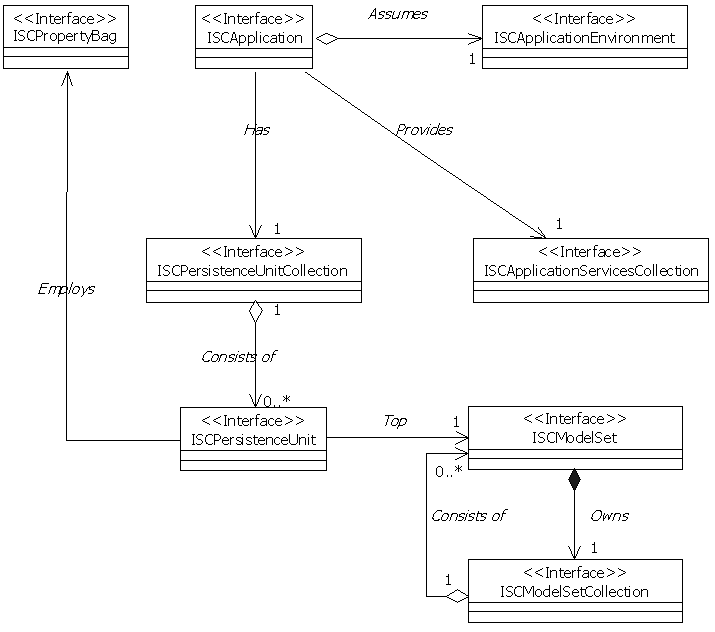 <<Interface>>
ISCPropertyBag
<<Interface>>
ISCApplication
Assumes
1
<<Interface>>
ISCApplicationEnvironment
Has
1
Provides
1
<<Interface>>
ISCPersistenceUnitCollection
1
<<Interface>>
ISCApplicationServicesCollection
Employs
Consists of
0..*
<<Interface>>
ISCPersistenceUnit
Top
1
<<Interface>>
ISCModelSet
0..*
Consists of
1
Owns
1
<<Interface>>
ISCModelSetCollection